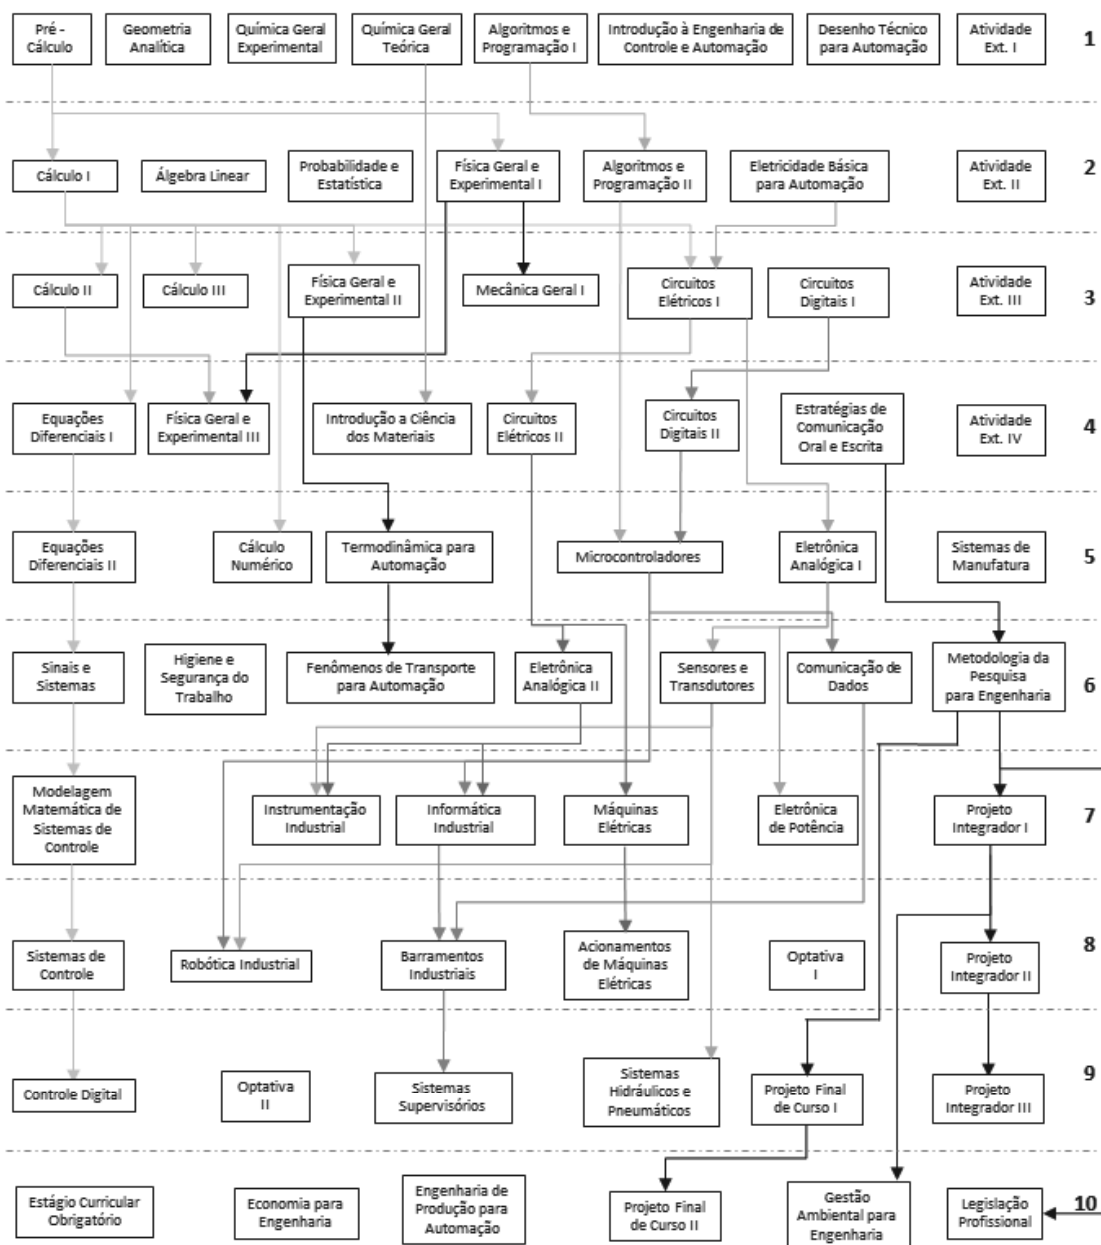 Pré -
Cálculo
Geometria
Analítica
Química Geral
Experimental
Química Geral
Teórica
Algoritmos e
Programação I
Introdução à Engenharia de
Controle e Automação
Desenho Técnico
para Automação
Atividade
Ext. I
1
Cálculo I
Álgebra Linear
Probabilidade e
Estatística
Física Geral e
Experimental I
Algoritmos e
Programação II
Eletricidade Básica
para Automação
Atividade
Ext. II
2
Cálculo II
Cálculo III
Física Geral e
Experimental II
Mecânica Geral I
Circuitos
Elétricos I
Circuitos
Digitais I
Atividade
Ext. III
3
Equações
Diferenciais I
Física Geral e
Experimental III
Introdução a Ciência
dos Materiais
Circuitos
Elétricos II
Circuitos
Digitais II
Estratégias de
Comunicação
Oral e Escrita
Atividade
Ext. IV
4
Equações
Diferenciais II
Cálculo
Numérico
Termodinâmica para
Automação
Microcontroladores
Eletrônica
Analógica I
Sistemas de
Manufatura
5
Sinais e
Sistemas
Higiene e
Segurança do
Trabalho
Fenômenos de Transporte
para Automação
Eletrônica
Analógica II
Sensores e
Transdutores
Comunicação de
Dados
Metodologia da
Pesquisa
para Engenharia
6
Modelagem
Matemática de
Sistemas de
Controle
Instrumentação
Industrial
Informática
Industrial
Máquinas
Elétricas
Eletrônica
de Potência
Projeto
Integrador I
7
Sistemas de
Controle
Robótica Industrial
Barramentos
Industriais
Acionamentos
de Máquinas
Elétricas
Optativa
I
Projeto
Integrador II
8
Controle Digital
Optativa
II
Sistemas
Supervisórios
Sistemas
Hidráulicos e
Pneumáticos
Projeto Final
de Curso I
Projeto
Integrador III
9
Estágio Curricular
Obrigatório
Economia para
Engenharia
Engenharia de
Produção para
Automação
Projeto Final
de Curso II
Gestão
Ambiental para
Engenharia
Legislação
Profissional
10